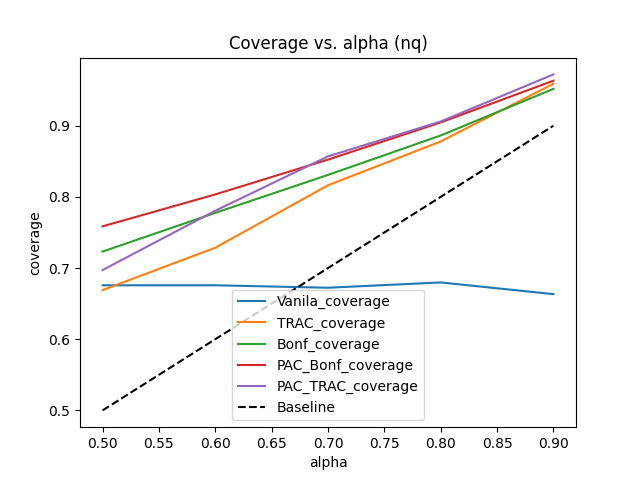 Coverage vs. alpha (nq)
coverage
0.9
0.8
0.7
0.6
0.5
Vanila_coverage
TRAC_coverage
Bonf_coverage
PAC_Bonf_coverage
PAC_TRAC_coverage
Baseline
0.50 0.55 0.60 0.65 0.70 0.75 0.80 0.85 0.90
alpha